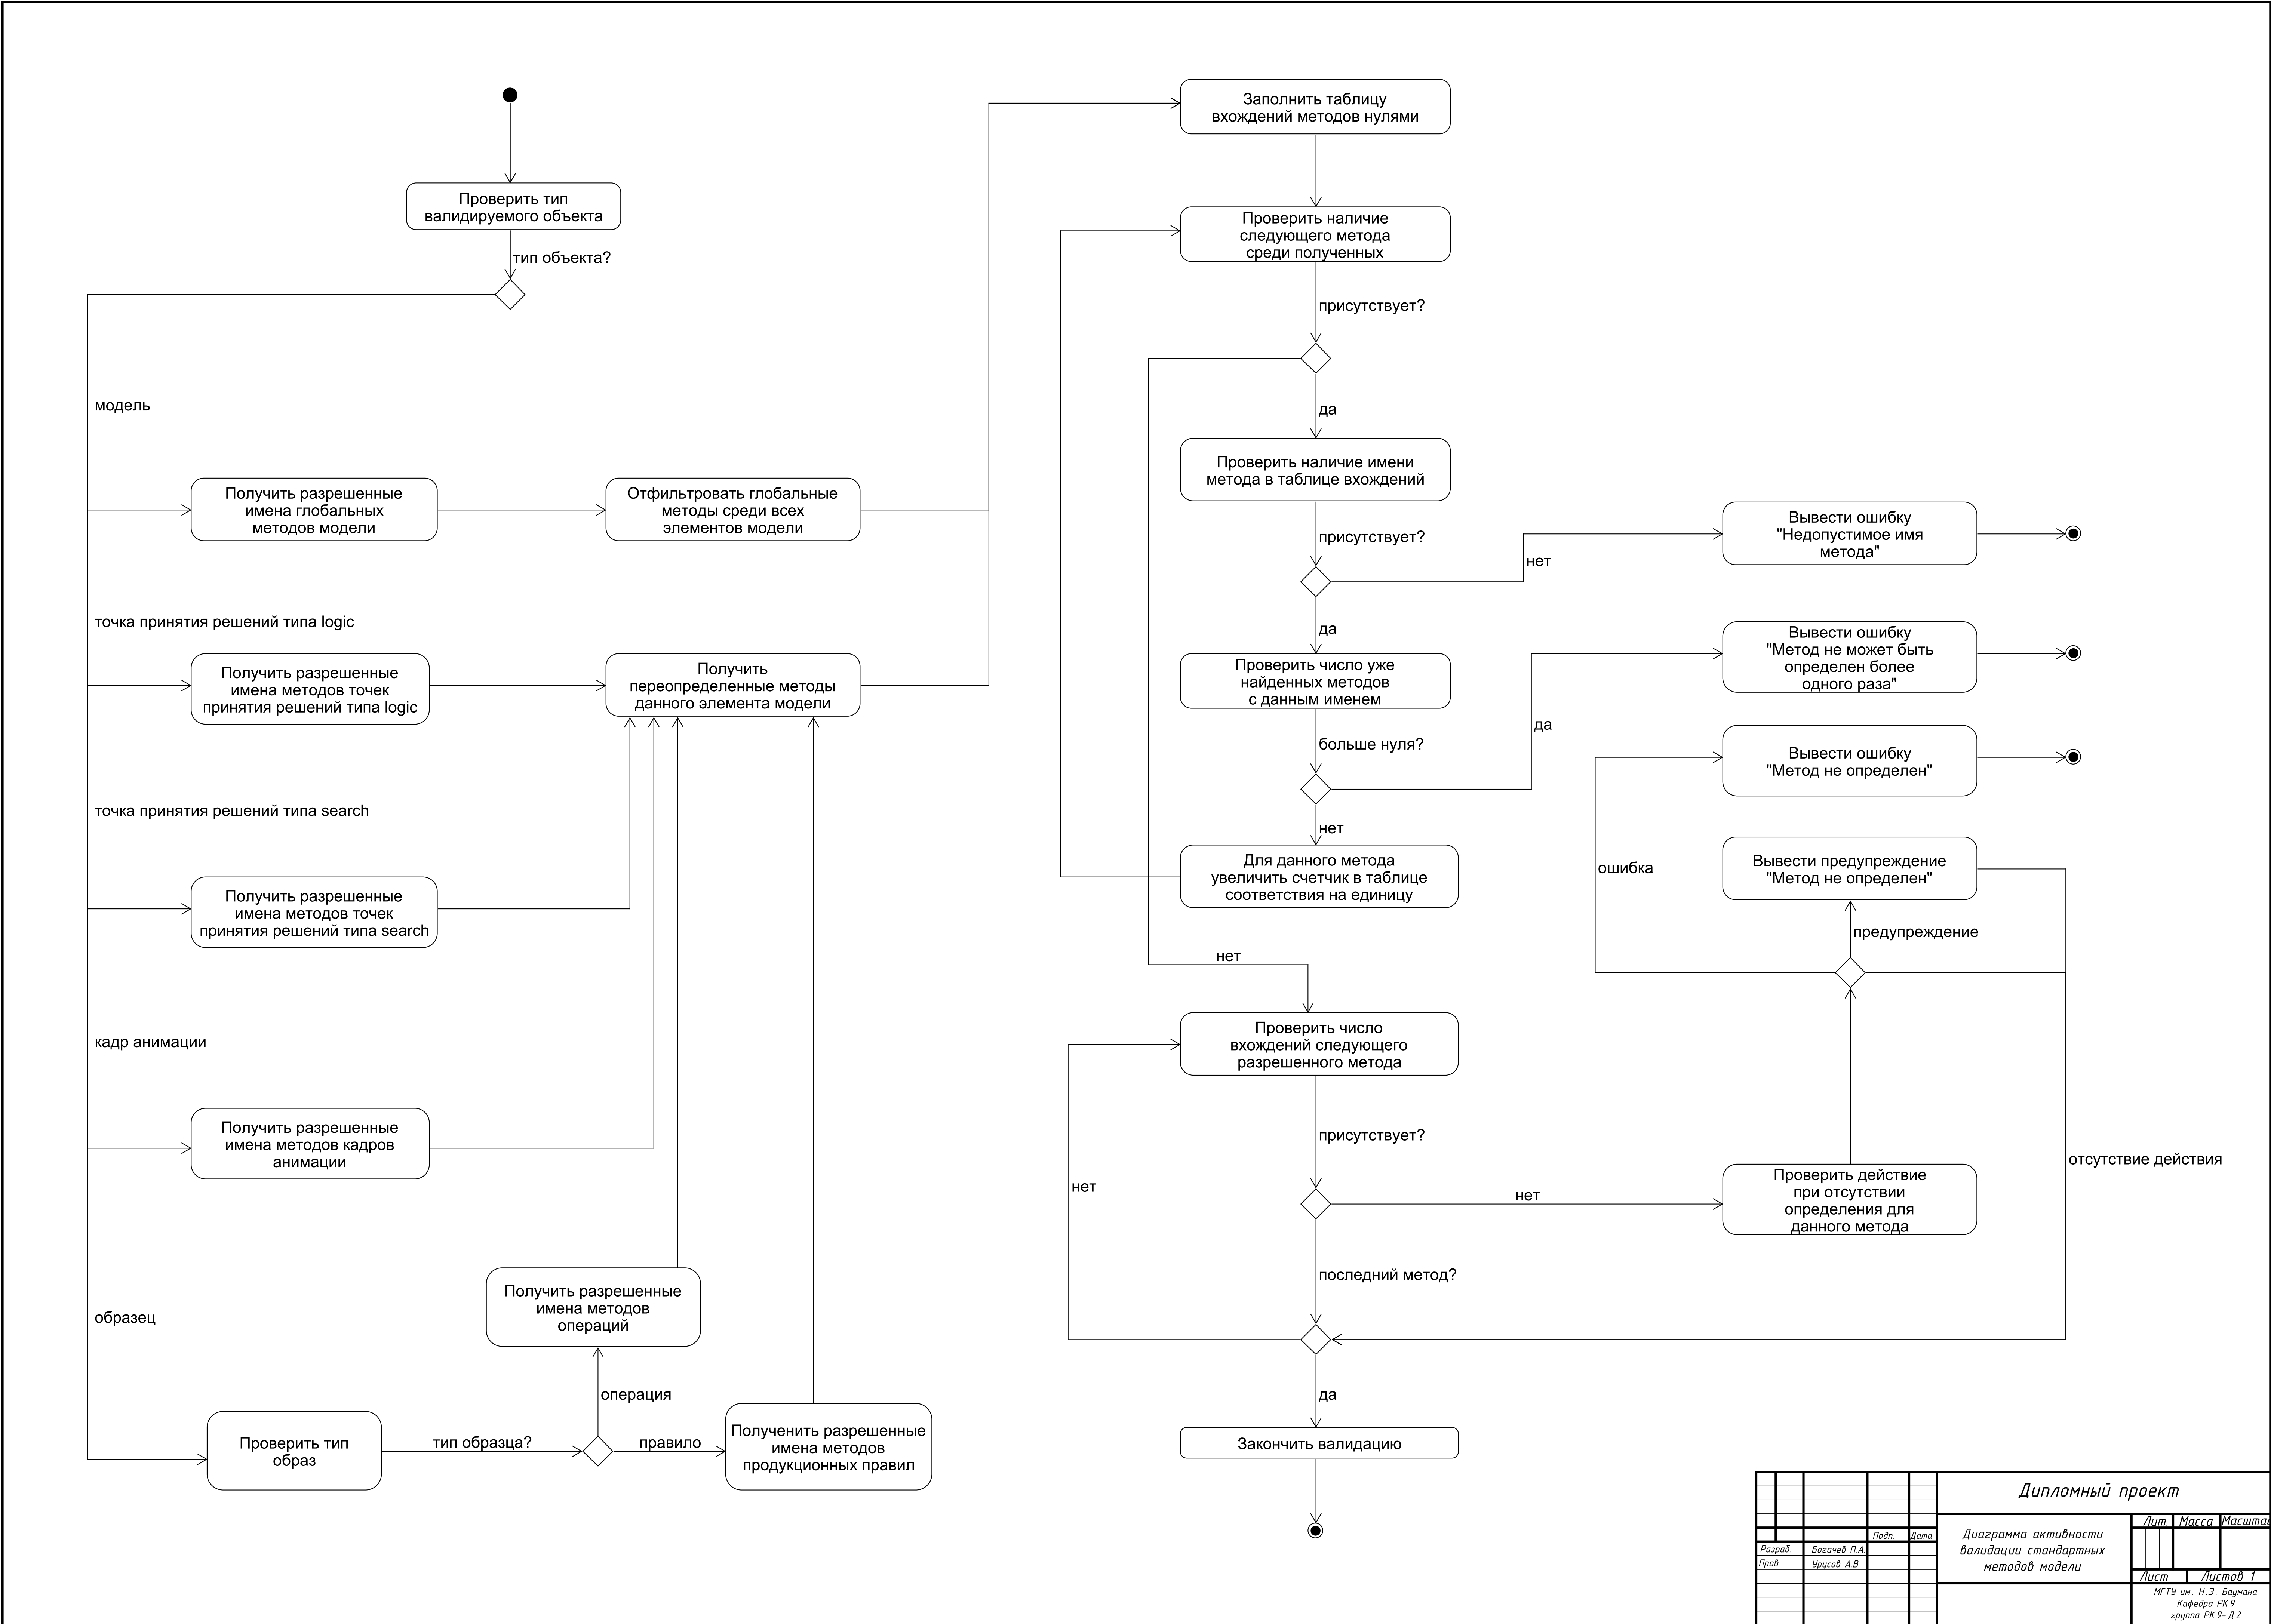 Проверить тип
валидируемого объекта
тип объекта?
модель
Получить разрешенные
имена глобальных
методов модели
Отфильтровать глобальные
методы среди всех
элементов модели
точка принятия решений типа logic
Получить разрешенные
имена методов точек
принятия решений типа logic
Получить
переопределенные методы
данного элемента модели
точка принятия решений типа search
Получить разрешенные
имена методов точек
принятия решений типа search
кадр анимации
Получить разрешенные
имена методов кадров
анимации
образец
Проверить тип
образ
тип образца?
операция
Получить разрешенные
имена методов
операций
правило
Полученить разрешенные
имена методов
продукционных правил
Заполнить таблицу
вхождений методов нулями
Проверить наличие
следующего метода
среди полученных
присутствует?
да
Проверить наличие имени
метода в таблице вхождений
присутствует?
нет
Вывести ошибку
"Недопустимое имя
метода"
да
Проверить число уже
найденных методов
с данным именем
больше нуля?
да
Вывести ошибку
"Метод не может быть
определен более
одного раза"
нет
Для данного метода
увеличить счетчик в таблице
соответствия на единицу
нет
Проверить число
вхождений следующего
разрешенного метода
присутствует?
нет
Проверить действие
при отсутствии
определения для
данного метода
ошибка
Вывести ошибку
"Метод не определен"
предупреждение
Вывести предупреждение
"Метод не определен"
отсутствие действия
последний метод?
нет
да
Закончить валидацию
Дипломный проект
Подп. Дата
Разраб. Богачев П.А.
Пров. Урусов А.В.
Диаграмма активности
валидации стандартных
методов модели
Лит. Масса Масштаб
Лист Листов 1
МГТУ им. Н.Э. Баумана
Кафедра РК9
группа РК9-Д2